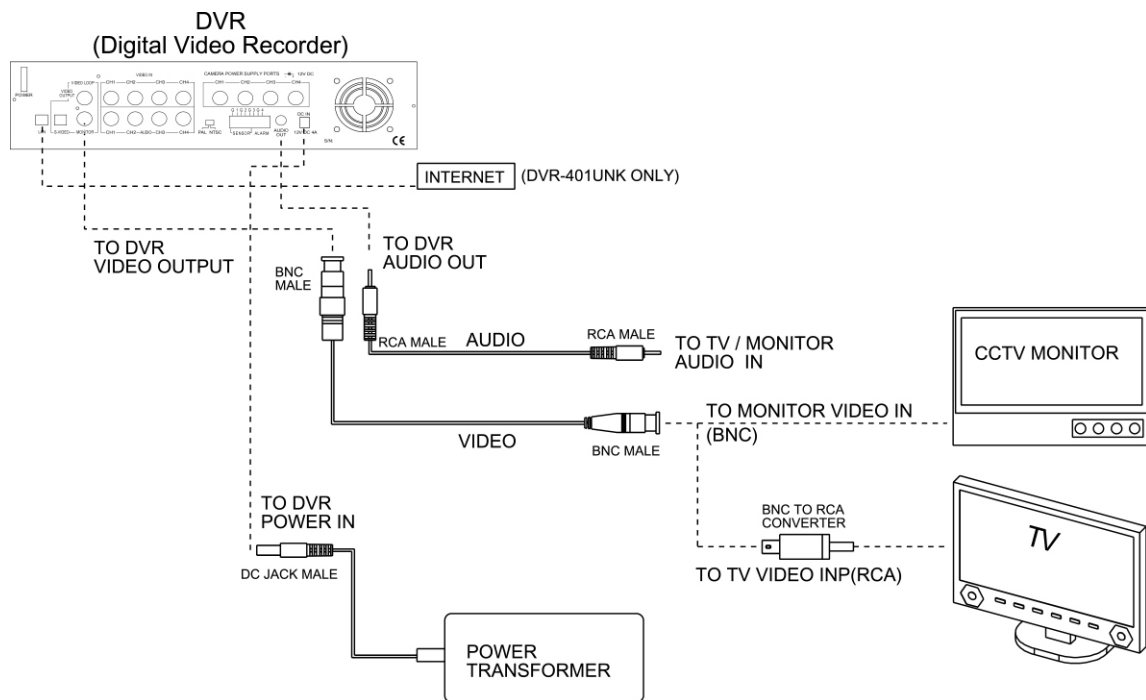 DVR
(Digital Video Recorder)
POWER
VIDEO LOOP
VIDEO
OUTPUT
VIDEO IN
CH1 CH2 CH3 CH4
CAMERA POWER SUPPLY PORTS 12V DC
CH1 CH2 CH3 CH4
S.VIDEO MONITOR
CH1 CH2 AUDIO CH3 CH4
PAL NTSC
SENSOR ALARM
AUDIO
OUT
DC IN
12V DC 4A
S/N:
CE
INTERNET (DVR-401UNK ONLY)
TO DVR
VIDEO OUTPUT
BNC
MALE
TO DVR
AUDIO OUT
RCA MALE
AUDIO
RCA MALE
TO TV / MONITOR
AUDIO IN
CCTV MONITOR
VIDEO
BNC MALE
TO MONITOR VIDEO IN
(BNC)
TO DVR
POWER IN
DC JACK MALE
BNC TO RCA
CONVERTER
TO TV VIDEO INP(RCA)
TV
POWER
TRANSFORMER